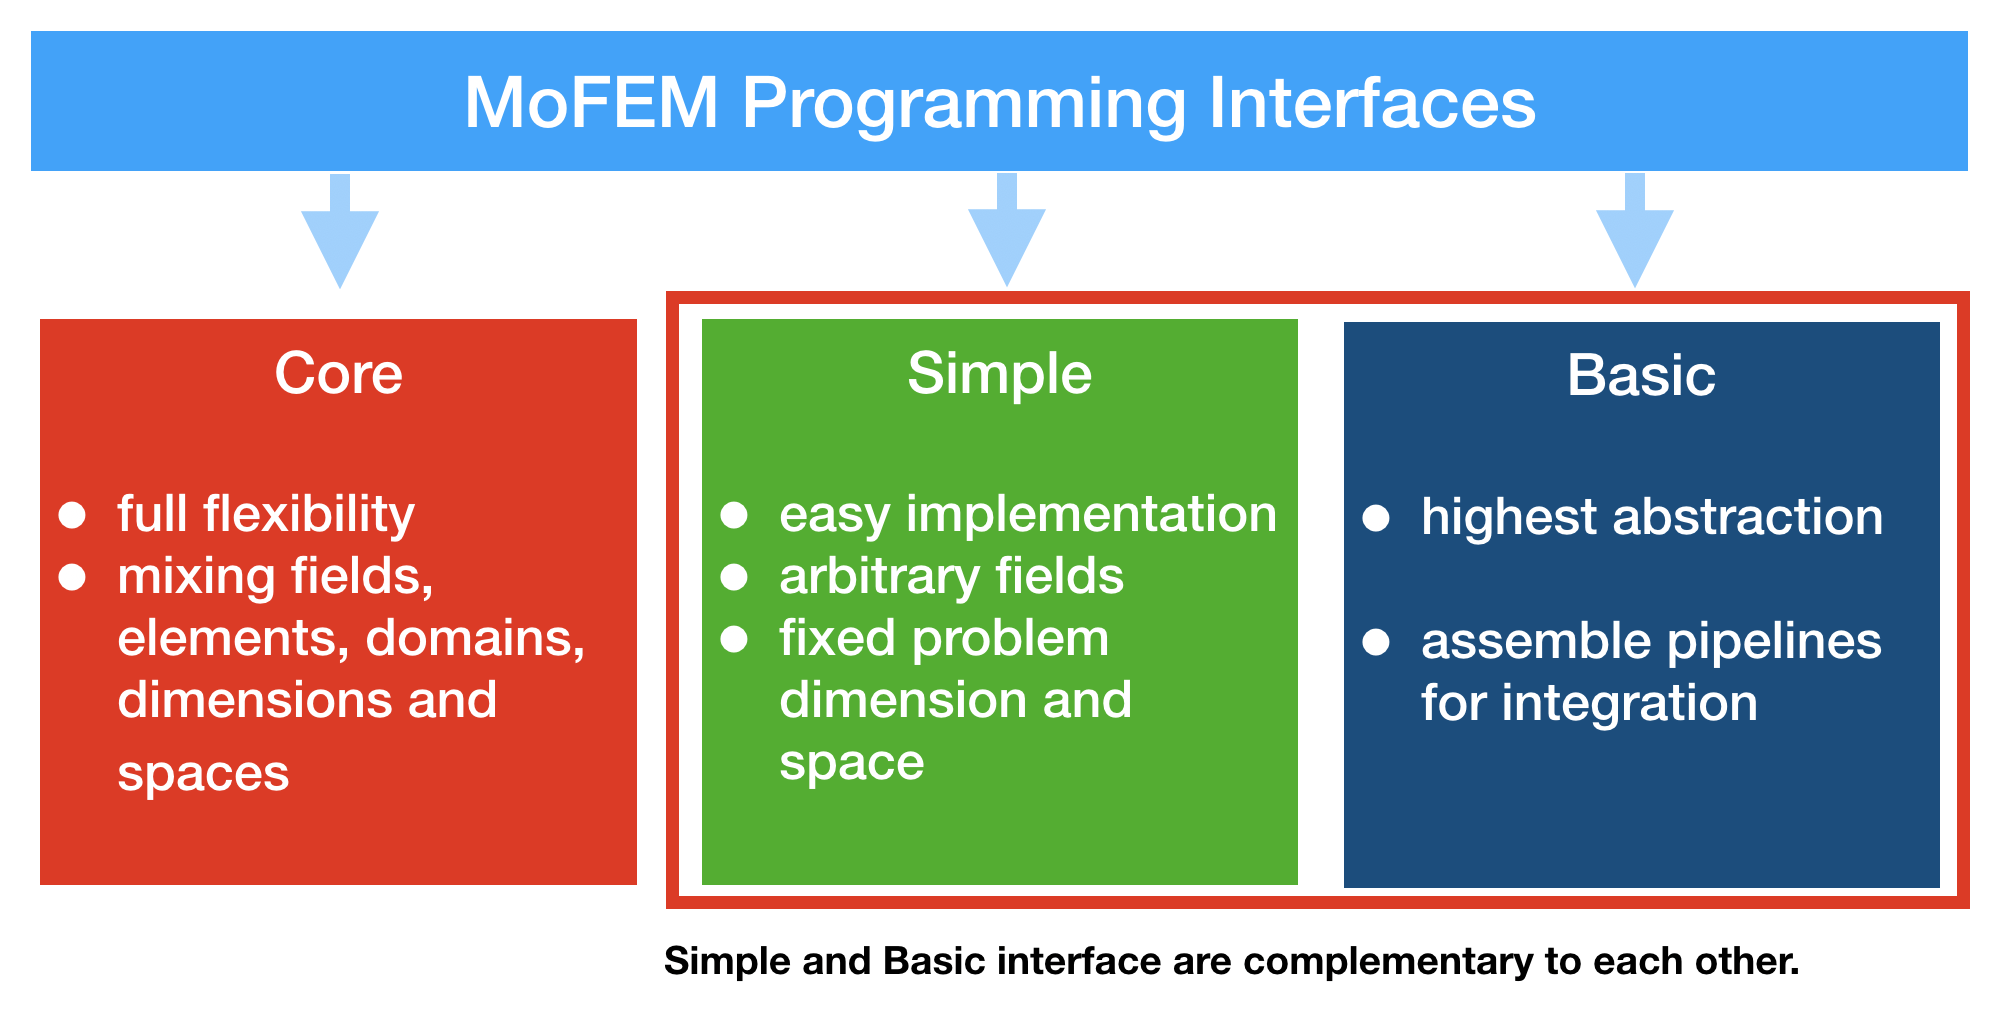 MoFEM Programming Interfaces
Core
● full flexibility
● mixing fields,
elements, domains,
dimensions and
spaces
Simple
● easy implementation
● arbitrary fields
● fixed problem
dimension and
space
Basic
● highest abstraction
● assemble pipelines
for integration
Simple and Basic interface are complementary to each other.